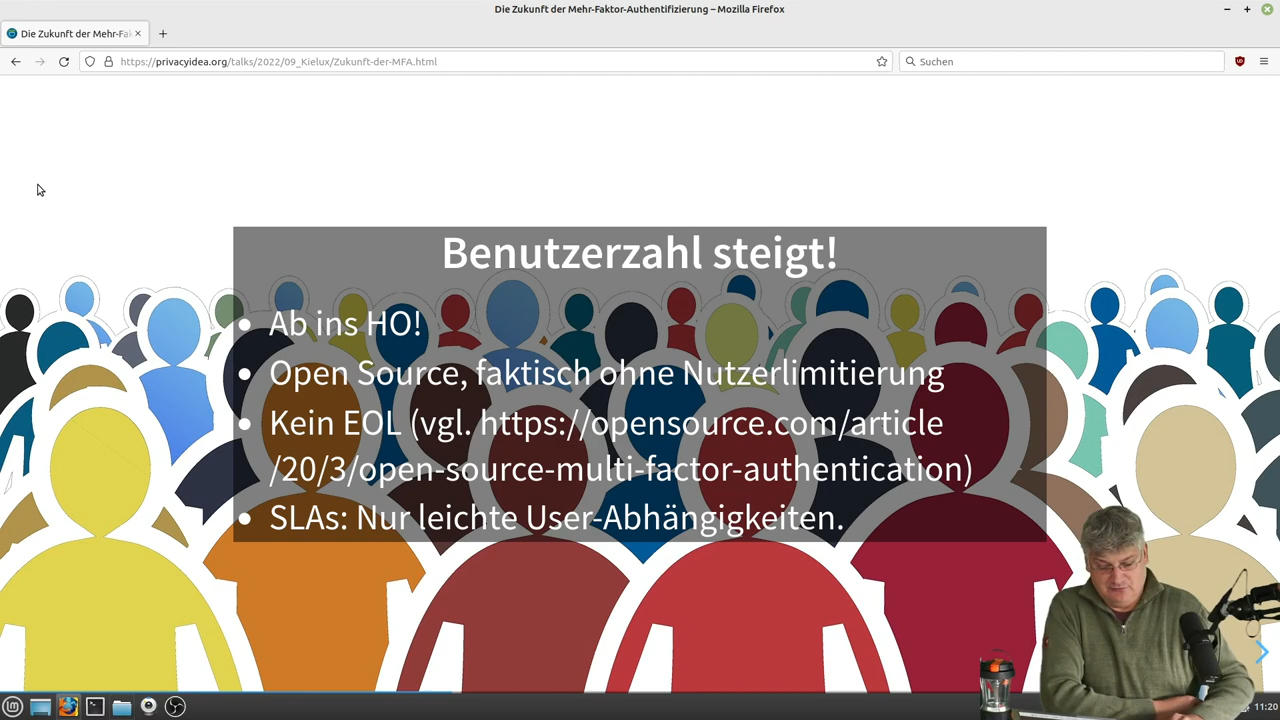 Die Zukunft der Mehr-Faktor-Authentifizierung – Mozilla Firefox
Die Zukunft der Mehr-Fak
https://privacyidea.org/talks/2022/09_Kielux/Zukunft-der-MFA.html
Suchen
Benutzerzahl steigt!
• Ab ins HO!
• Open Source, faktisch ohne Nutzerlimitierung
• Kein EOL (vgl. https://opensource.com/article
/20/3/open-source-multi-factor-authentication)
• SLAs: Nur leichte User-Abhängigkeiten.
11:20